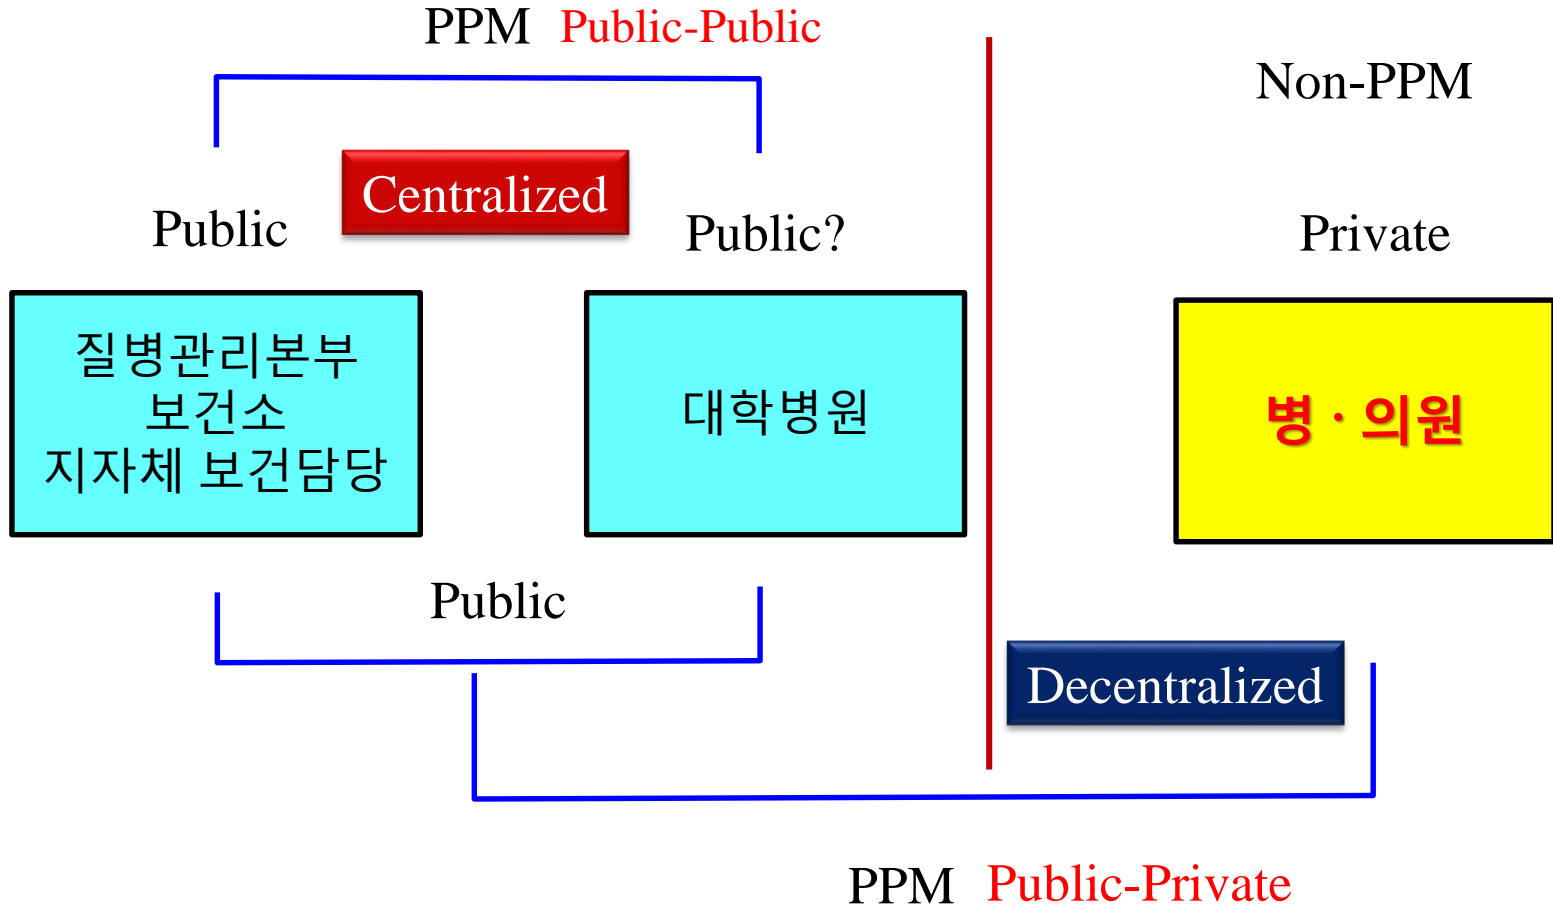 PPM Public-Public
Non-PPM
Centralized
Public
Public?
Private
질병관리본부
보건소
지자체 보건담당
대학병원
병 · 의원
Public
Decentralized
PPM Public-Private